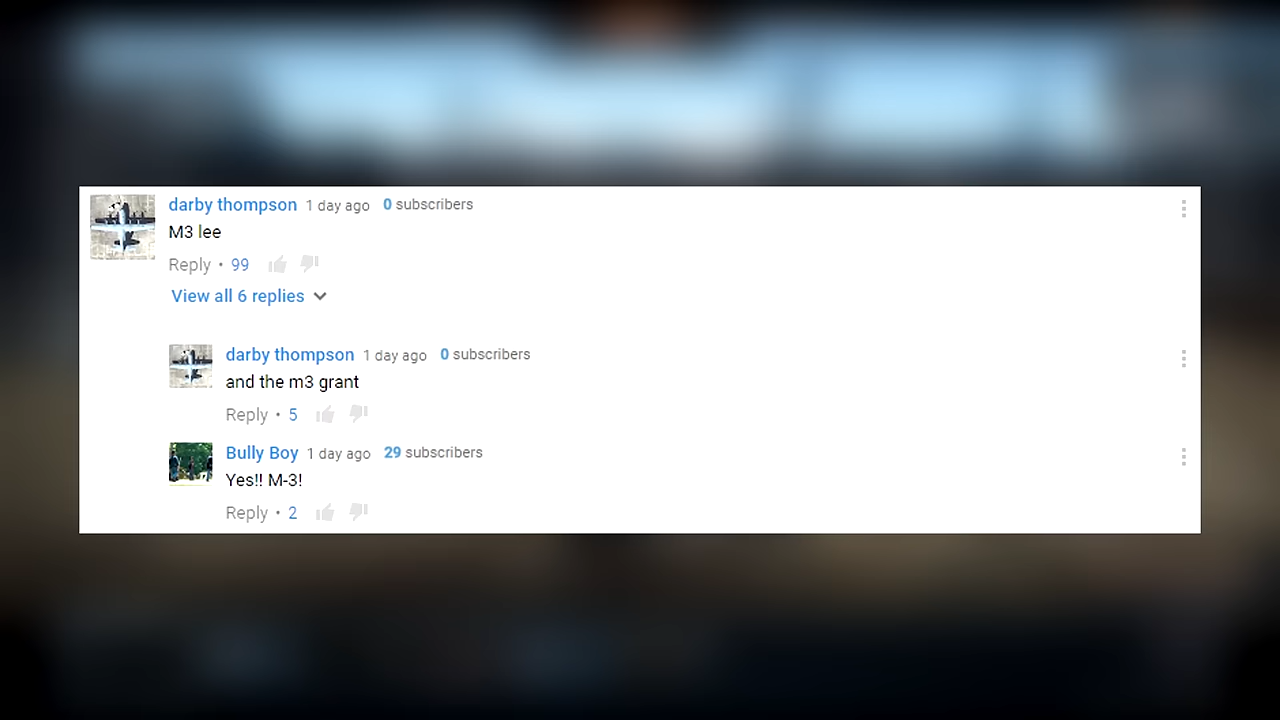 darby thompson 1 day ago 0 subscribers
M3 lee
Reply • 99
View all 6 replies
darby thompson 1 day ago 0 subscribers
and the m3 grant
Reply • 5
Bully Boy 1 day ago 29 subscribers
Yes!! M-3!
Reply • 2